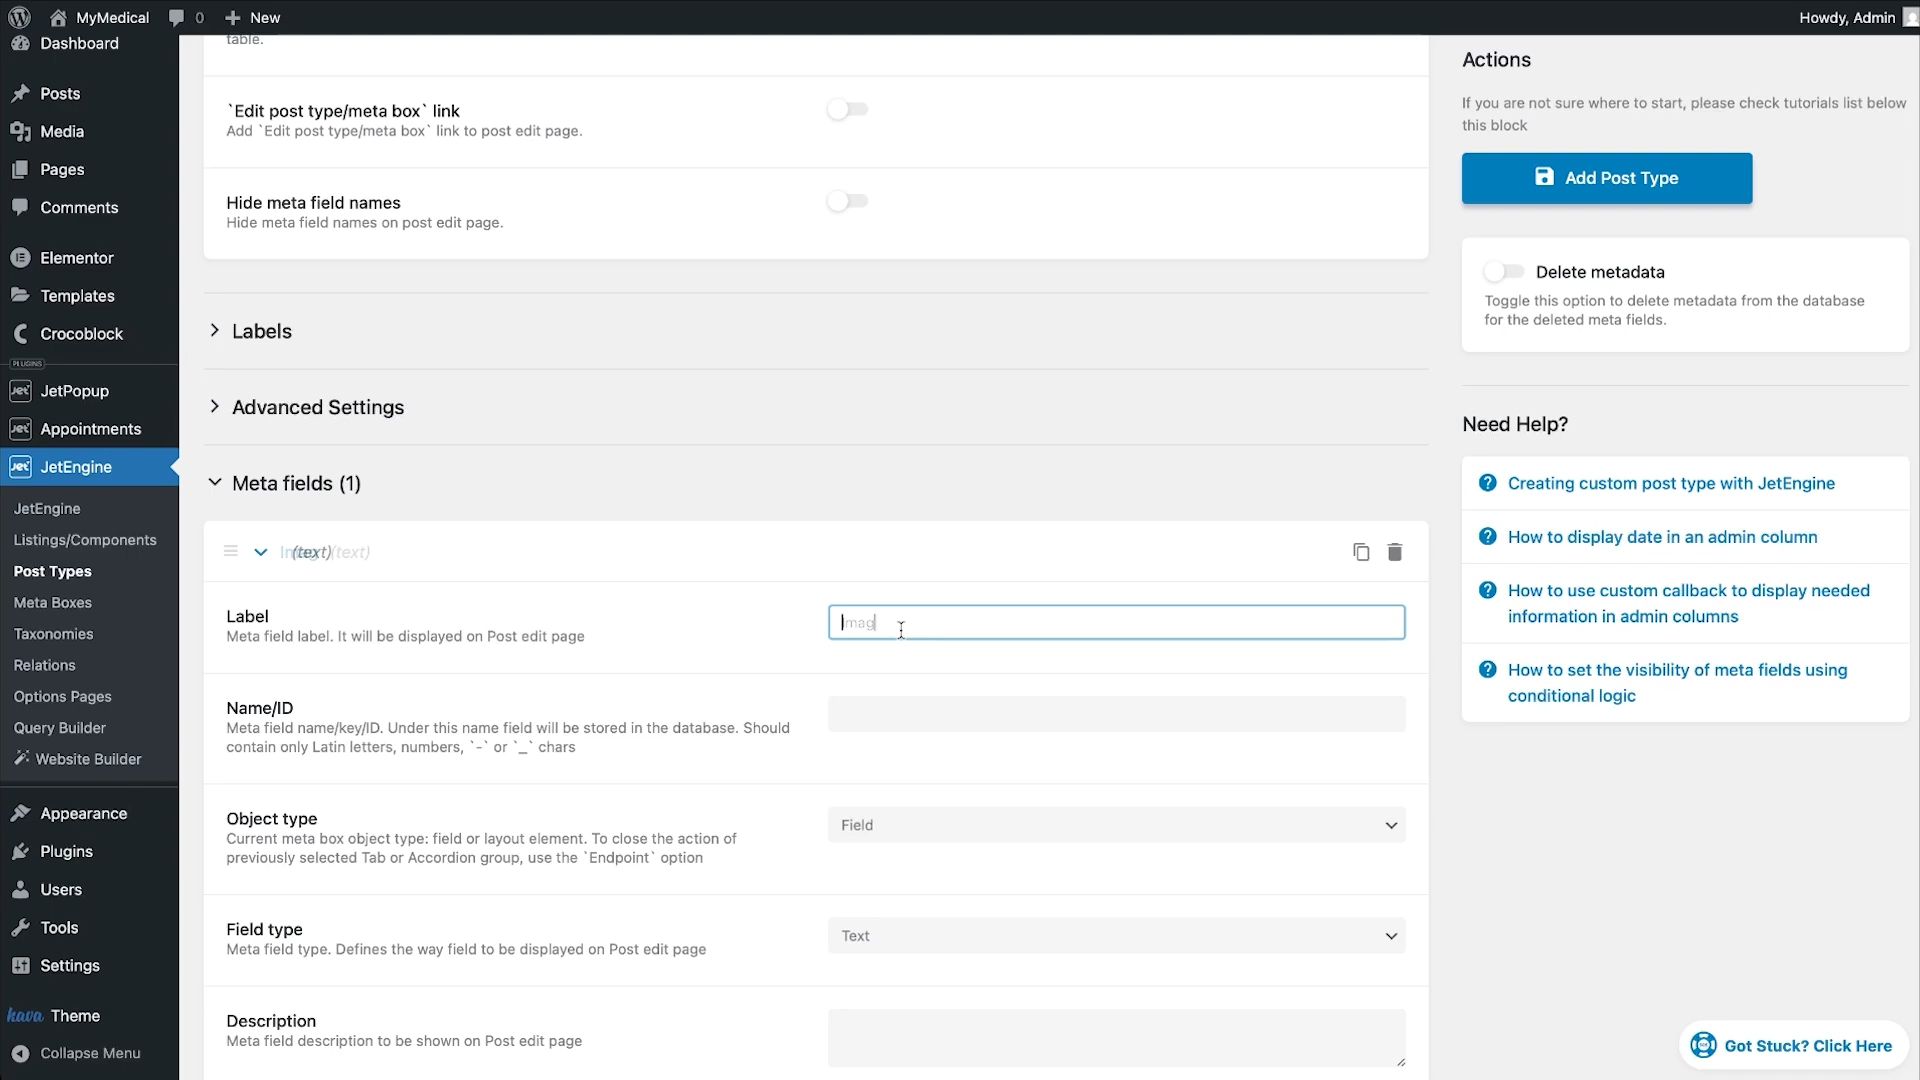 MyMedical
0
New
Howdy, Admin
Dashboard
Posts
Media
Pages
Comments
Elementor
Templates
Crocoblock
PLUGINS
Jet JetPopup
Jet Appointments
Jet JetEngine
JetEngine
Listings/Components
Post Types
Meta Boxes
Taxonomies
Relations
Options Pages
Query Builder
Website Builder
Appearance
Plugins
Users
Tools
Settings
kava Theme
Collapse Menu
table.
`Edit post type/meta box` link
Add `Edit post type/meta box` link to post edit page.
Hide meta field names
Hide meta field names on post edit page.
Labels
Advanced Settings
Meta fields (1)
(text) (text)
Label
Meta field label. It will be displayed on Post edit page
Imag
Name/ID
Meta field name/key/ID. Under this name field will be stored in the database. Should
contain only Latin letters, numbers, `-` or `_` chars
Object type
Current meta box object type: field or layout element. To close the action of
previously selected Tab or Accordion group, use the `Endpoint` option
Field
Field type
Meta field type. Defines the way field to be displayed on Post edit page
Text
Description
Meta field description to be shown on Post edit page
Actions
If you are not sure where to start, please check tutorials list below
this block
Add Post Type
Delete metadata
Toggle this option to delete metadata from the database
for the deleted meta fields.
Need Help?
Creating custom post type with JetEngine
How to display date in an admin column
How to use custom callback to display needed
information in admin columns
How to set the visibility of meta fields using
conditional logic
Got Stuck? Click Here